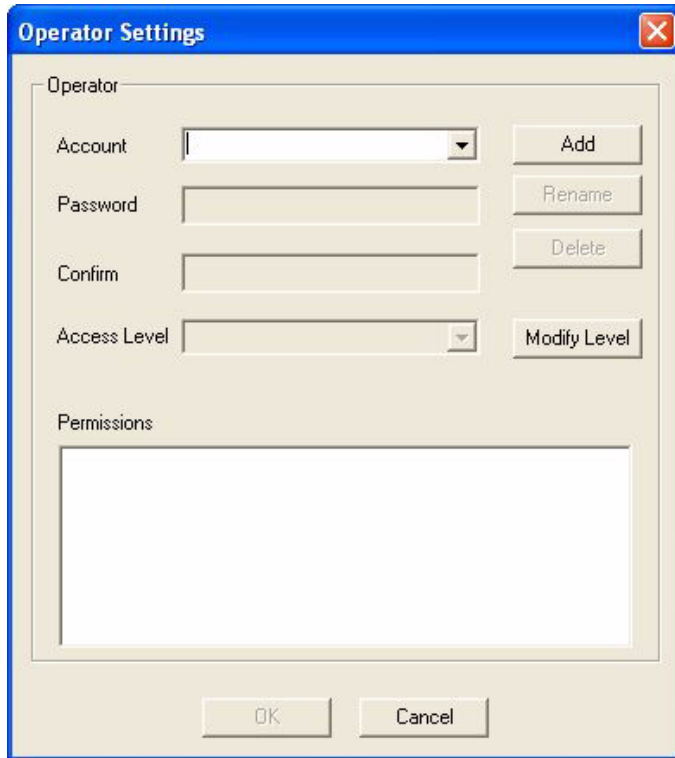 Operator Settings
Operator
Account
Add
Password
Rename
Delete
Confirm
Access Level
Modify Level
Permissions
OK
Cancel